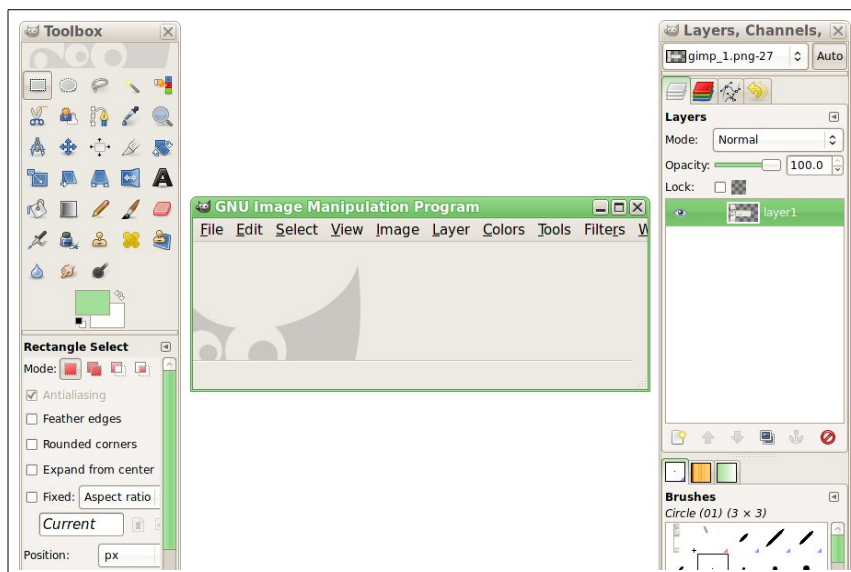 Toolbox
Rectangle Select
Mode:
Antialiasing
Feather edges
Rounded corners
Expand from center
Fixed: Aspect ratio
Current
Position: px
GNU Image Manipulation Program
File Edit Select View Image Layer Colors Tools Filters W
Layers, Channels,
gimp_1.png-27 Auto
Layers
Mode: Normal
Opacity: 100.0
Lock:
layer1
Brushes
Circle (01) (3 × 3)